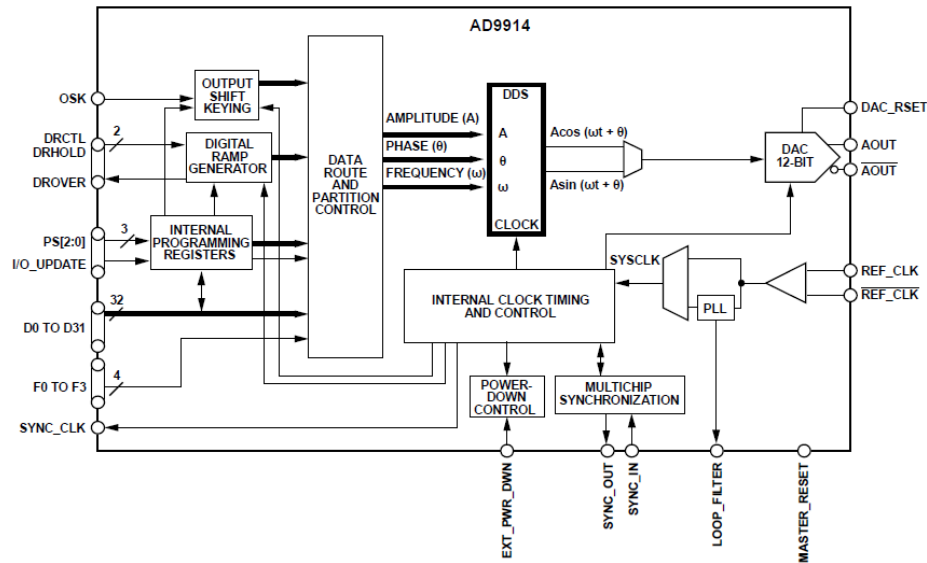 AD9914
OSK
OUTPUT
SHIFT
KEYING
DRCTL
DRHOLD
2
DIGITAL
RAMP
GENERATOR
DROVER
PS[2:0]
3
I/O_UPDATE
INTERNAL
PROGRAMMING
REGISTERS
D0 TO D31
32
F0 TO F3
4
SYNC_CLK
DATA
ROUTE
AND
PARTITION
CONTROL
AMPLITUDE (A)
PHASE (θ)
FREQUENCY (ω)
DDS
A
θ
ω
CLOCK
Acos (ωt + θ)
Asin (ωt + θ)
DAC
12-BIT
DAC_RSET
AOUT
AOUT
SYSCLK
PLL
REF_CLK
REF_CLK
INTERNAL CLOCK TIMING
AND CONTROL
POWER-
DOWN
CONTROL
MULTICHIP
SYNCHRONIZATION
EXT_PWR_DWN
SYNC_OUT
SYNC_IN
LOOP_FILTER
MASTER_RESET